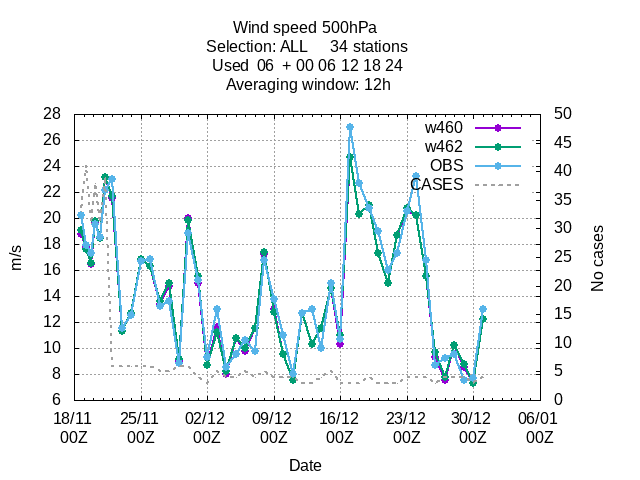 Wind speed 500hPa
Selection: ALL 34 stations
Used 06 + 00 06 12 18 24
Averaging window: 12h
28 50
26 45
24 40
22 35
20 30
18 25
16 20
14 15
12 10
10 5
8 0
6
m/s
No cases
w460
w462
OBS
CASES
18/11 25/11 02/12 09/12 16/12 23/12 30/12 06/01
00Z 00Z 00Z 00Z 00Z 00Z 00Z 00Z
Date